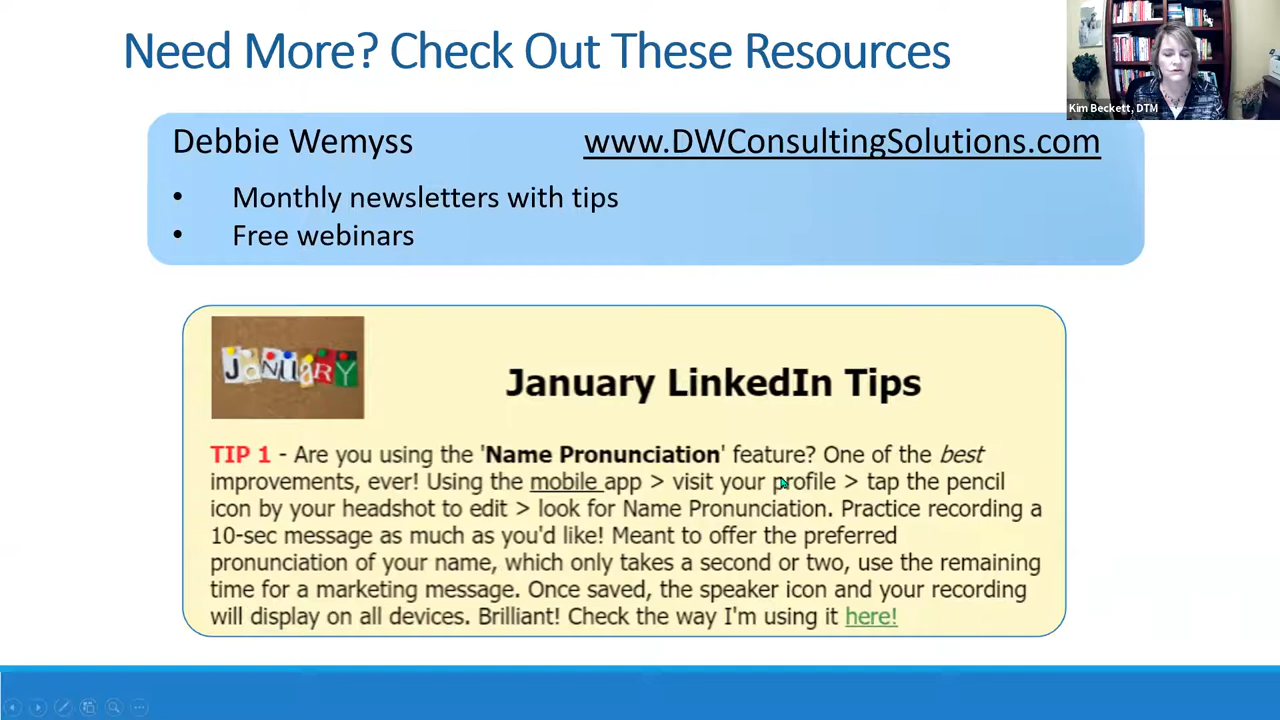 Need More? Check Out These Resources
Kim Beckett, DTM
Debbie Wemyss www.DWConsultingSolutions.com
• Monthly newsletters with tips
• Free webinars
JANUARY
January LinkedIn Tips
TIP 1 - Are you using the 'Name Pronunciation' feature? One of the best
improvements, ever! Using the mobile app > visit your profile > tap the pencil
icon by your headshot to edit > look for Name Pronunciation. Practice recording a
10-sec message as much as you'd like! Meant to offer the preferred
pronunciation of your name, which only takes a second or two, use the remaining
time for a marketing message. Once saved, the speaker icon and your recording
will display on all devices. Brilliant! Check the way I'm using it here!